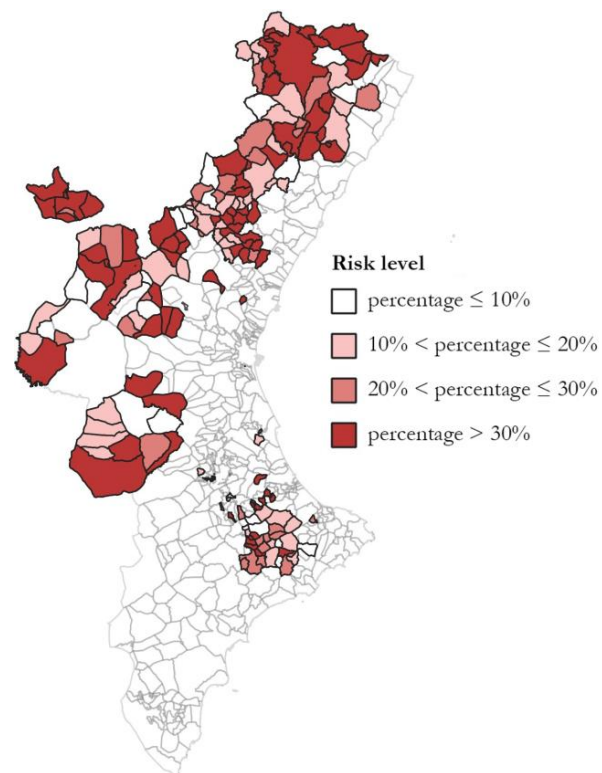 Risk level
percentage ≤ 10%
10% < percentage ≤ 20%
20% < percentage ≤ 30%
percentage > 30%